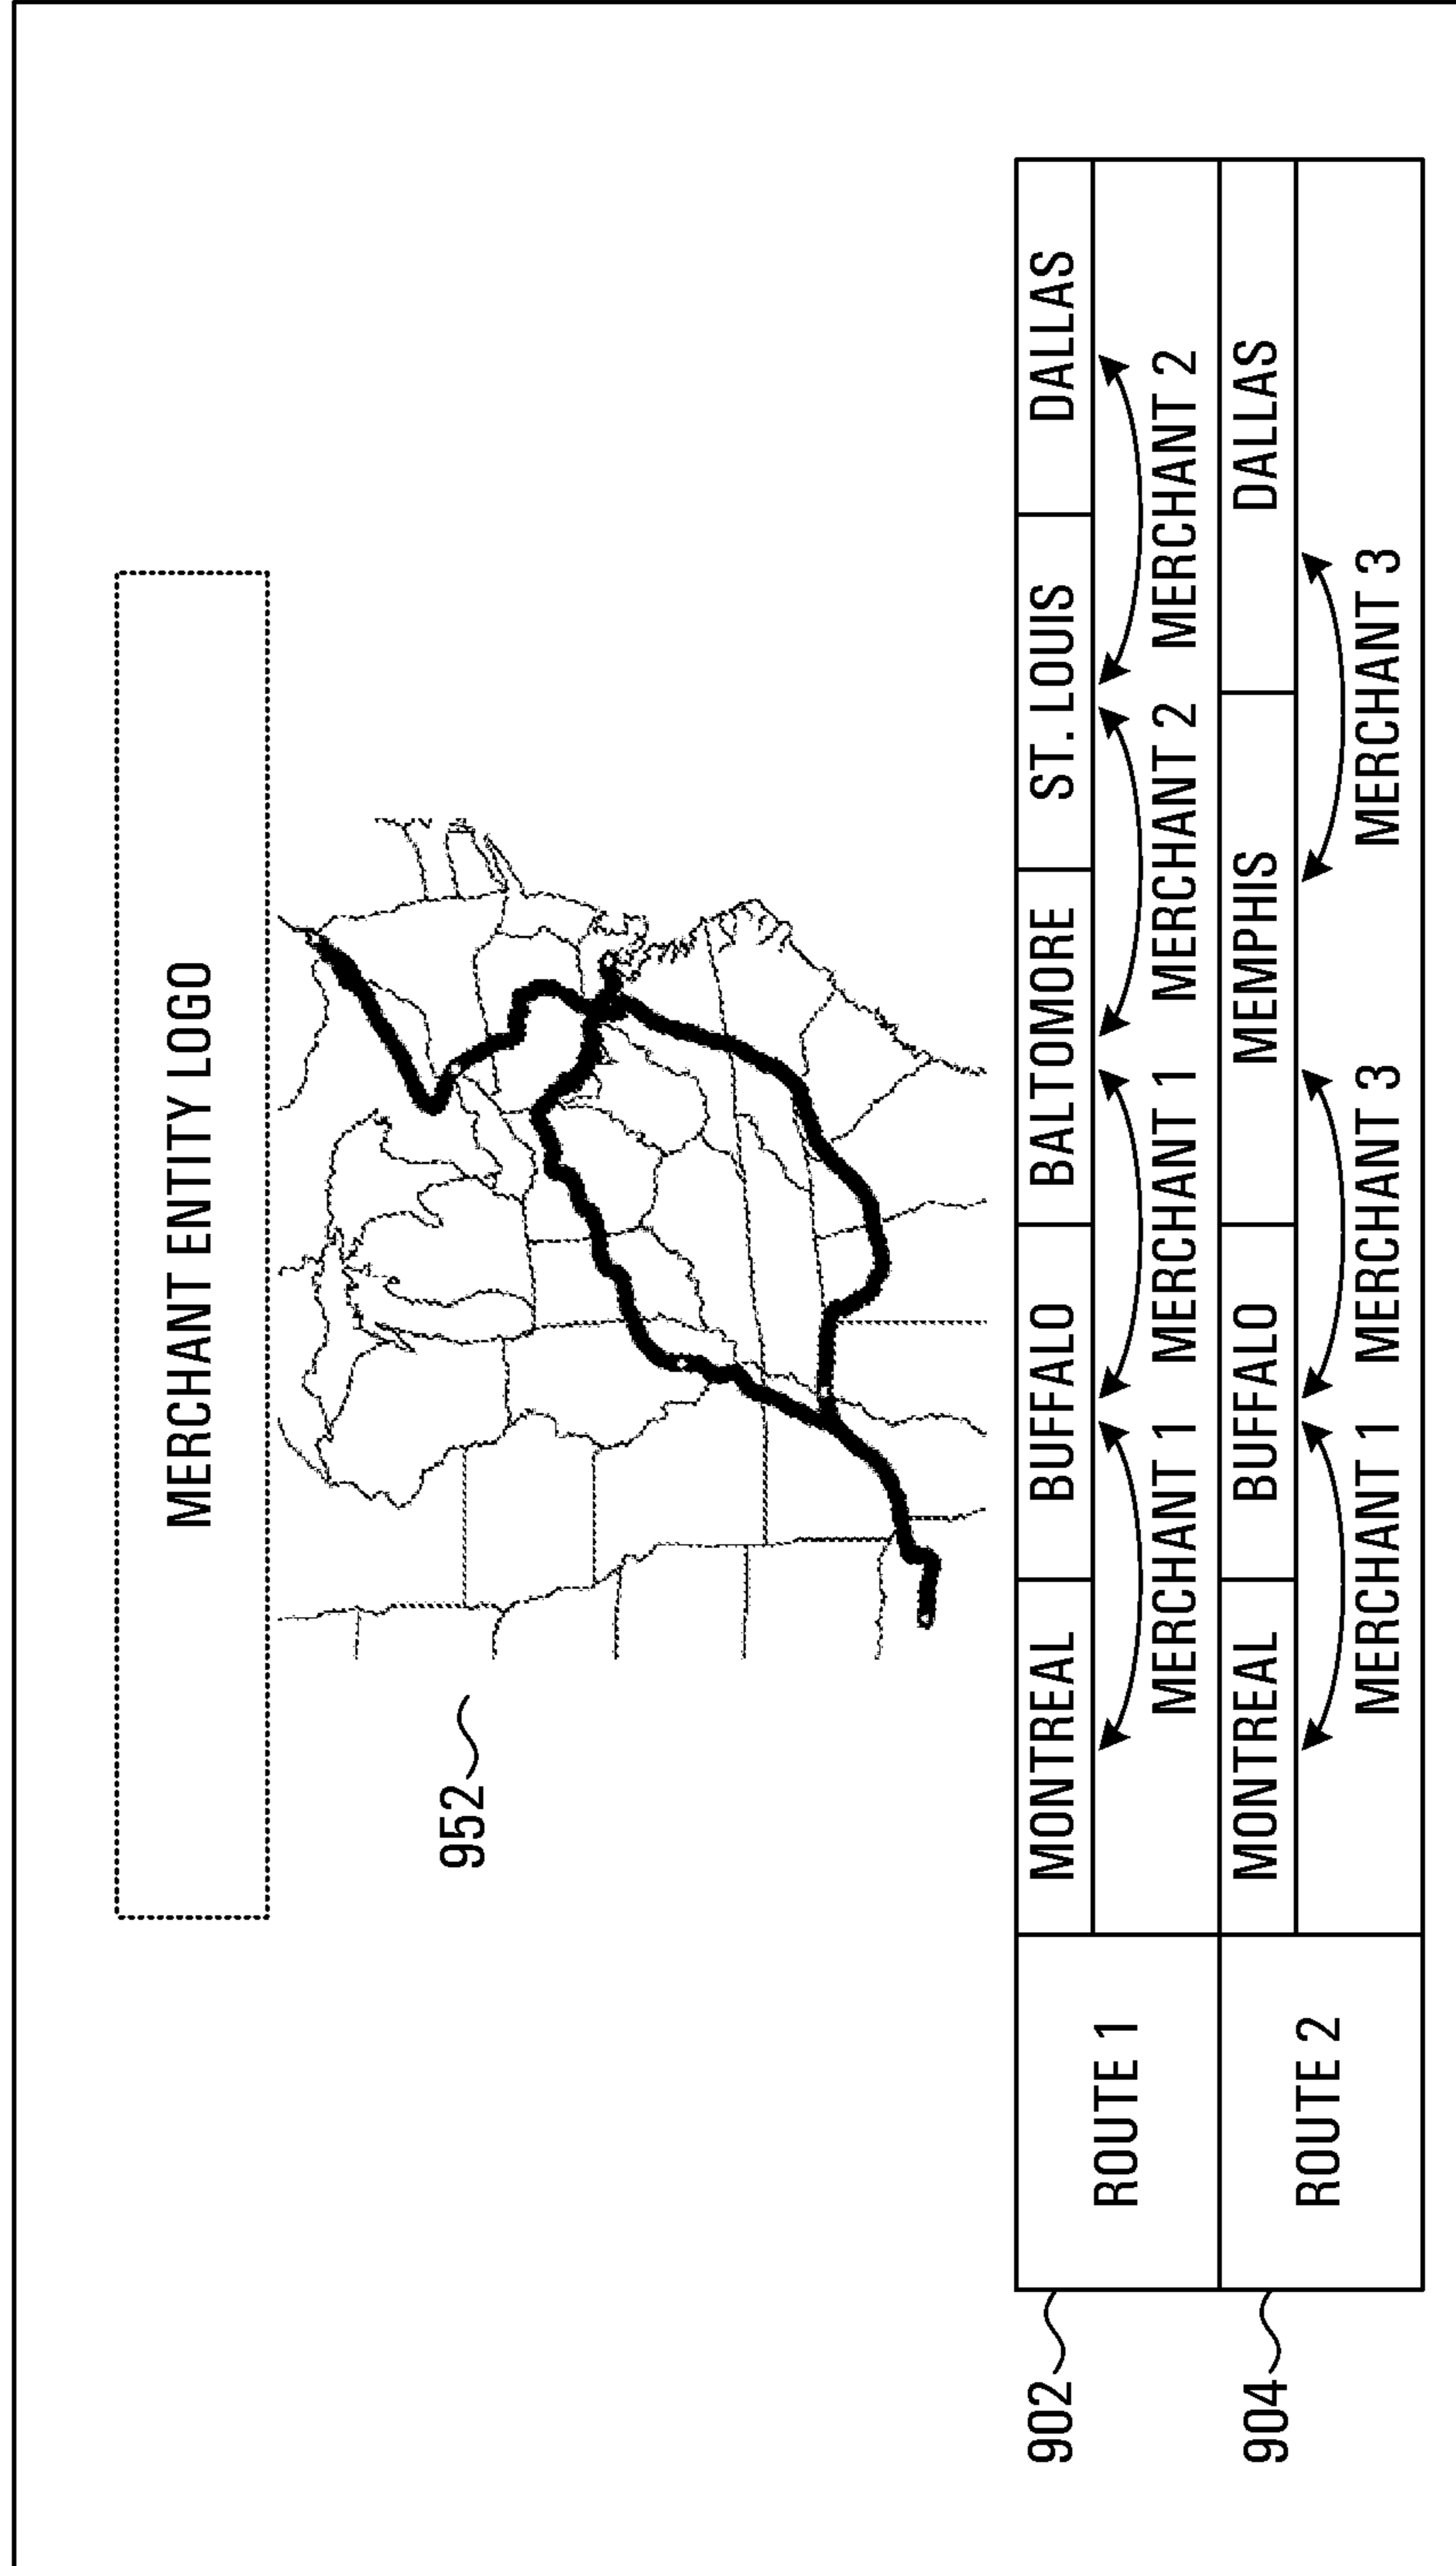 MERCHANT ENTITY LOGO
952
902
ROUTE 1
MONTREAL BUFFALO BALTOMORE ST. LOUIS DALLAS
MERCHANT 1 MERCHANT 1 MERCHANT 2 MERCHANT 2
904
ROUTE 2
MONTREAL BUFFALO MEMPHIS DALLAS
MERCHANT 1 MERCHANT 3 MERCHANT 3